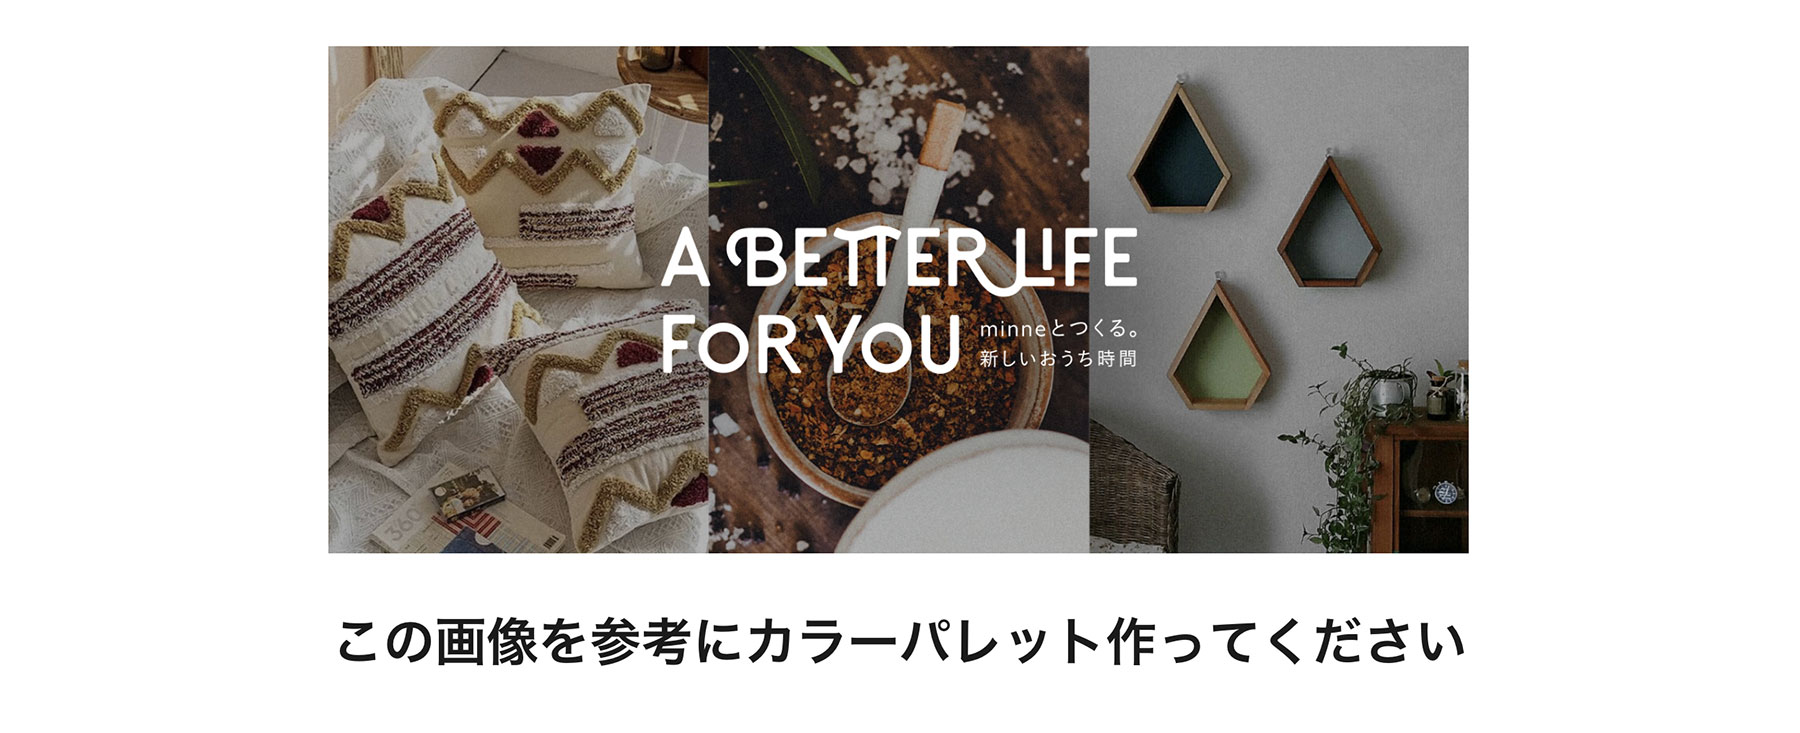 A BETTER LIFE
FOR YOU
minneとつくる。
新しいおうち時間
360
この画像を参考にカラーパレット作ってください